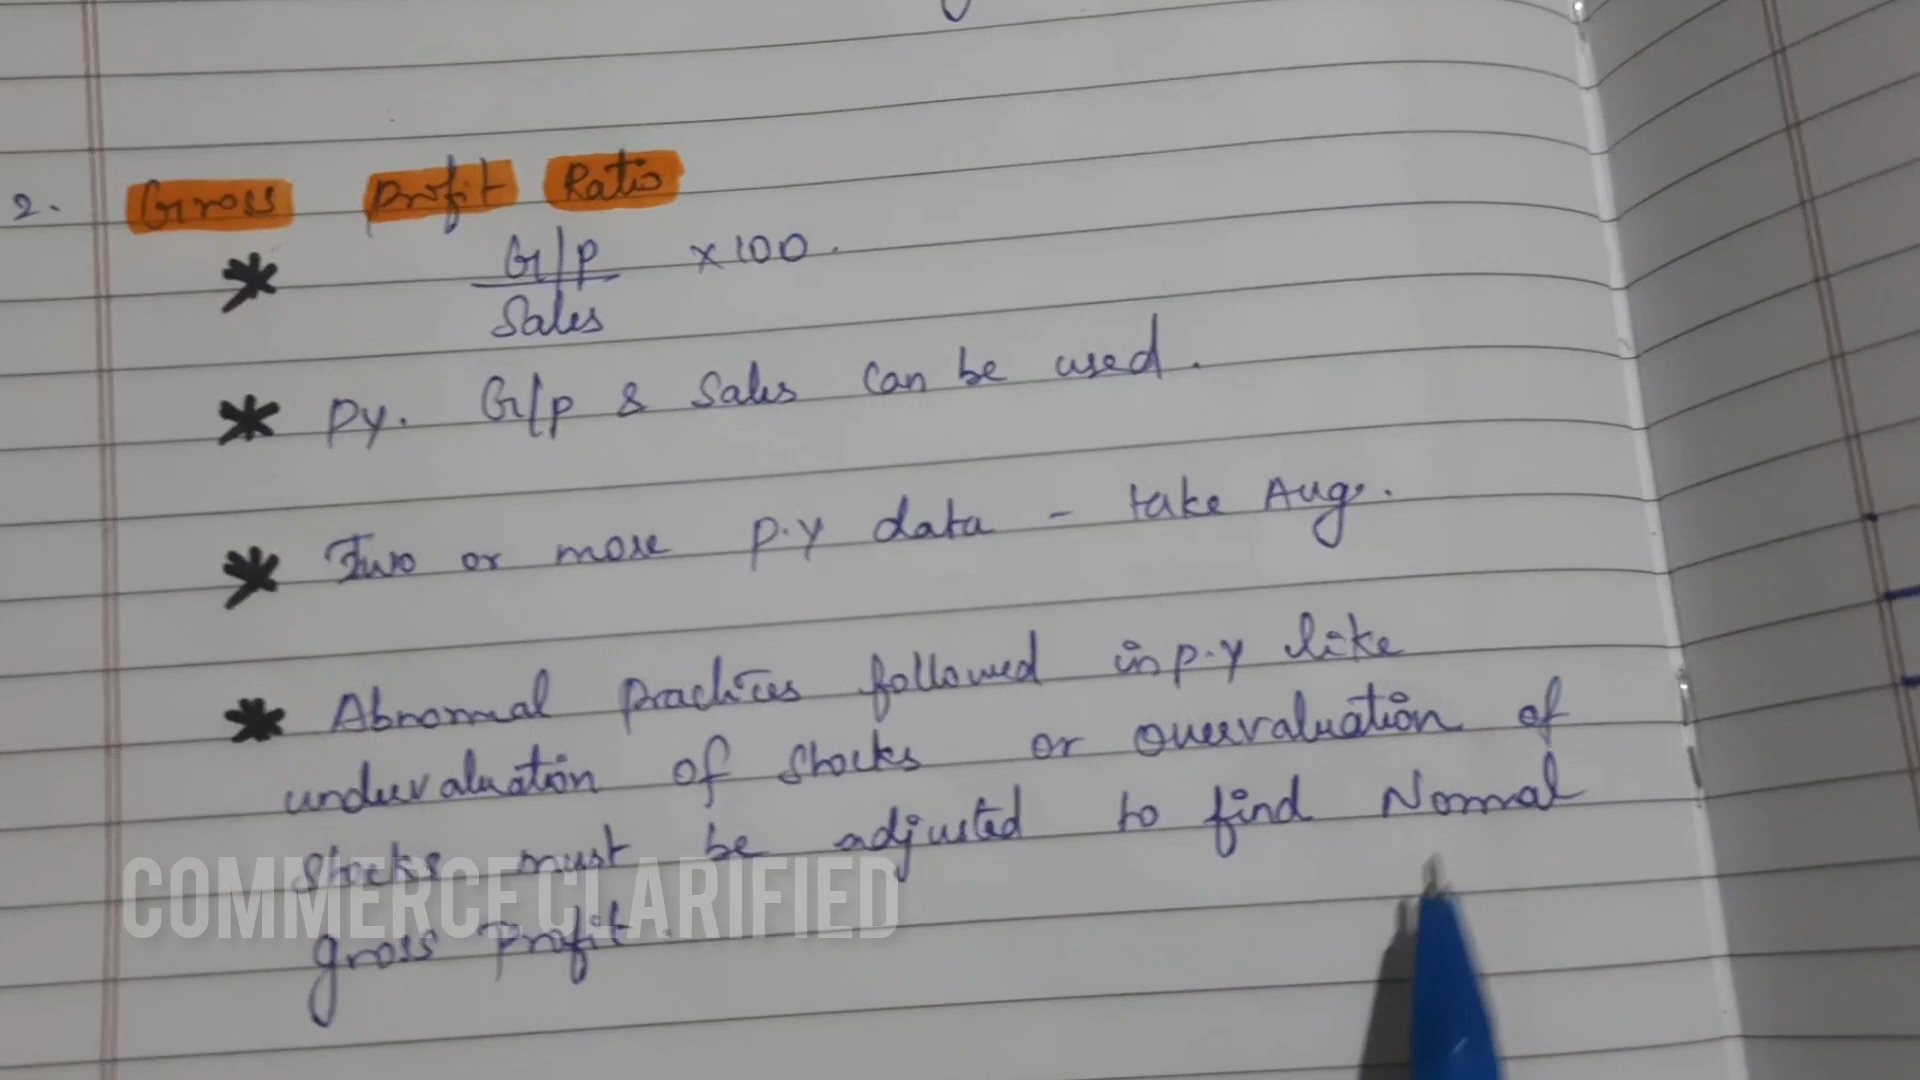 2. Gross Profit Ratio
* G/P
Sales × 100.
* PY. G/P & Sales can be used.
* Two or more P.Y data - take Avg.
* Abnormal practices followed in p.y like
undervaluation of stocks or overvaluation of
stocks must be adjusted to find Normal
gross profit.
COMMERCE CLARIFIED